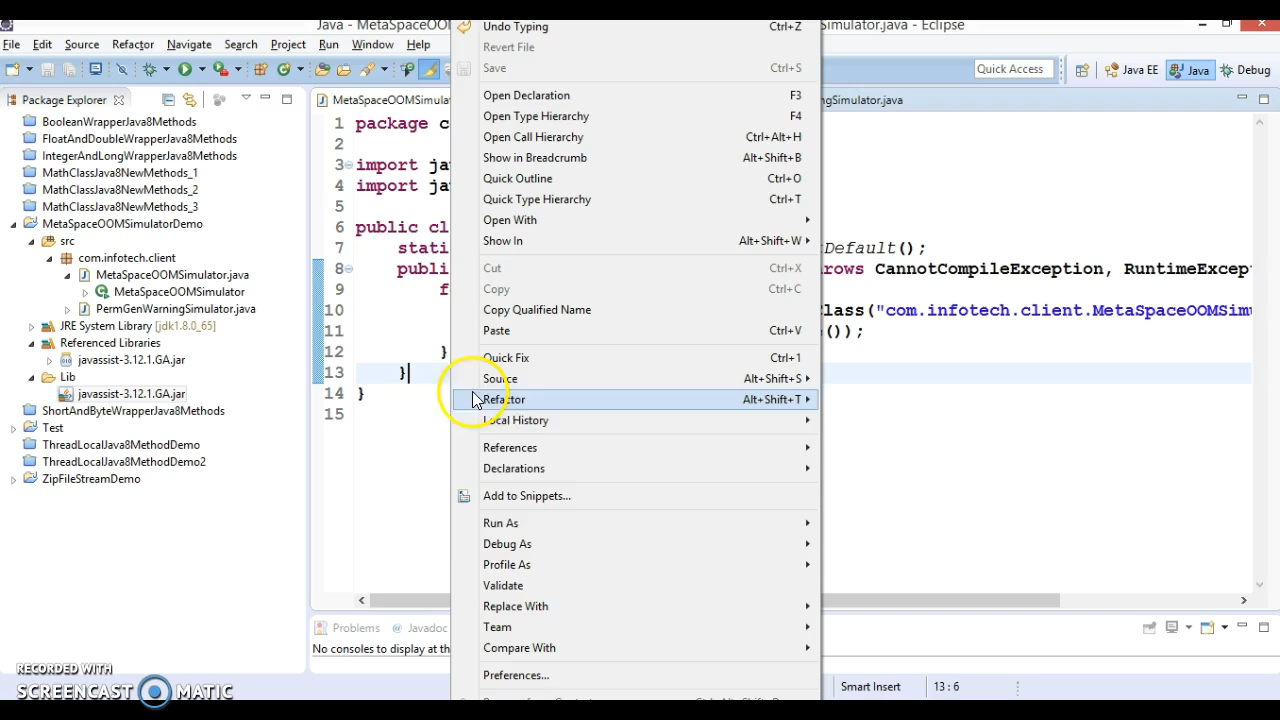 Java - MetaSpaceOOM
Simulator.java - Eclipse
File Edit Source Refactor Navigate Search Project Run Window Help
Quick Access Java EE Java Debug
Package Explorer
BooleanWrapperJava8Methods
FloatAndDoubleWrapperJava8Methods
IntegerAndLongWrapperJava8Methods
MathClassJava8NewMethods_1
MathClassJava8NewMethods_2
MathClassJava8NewMethods_3
MetaSpaceOOMSimulatorDemo
src
com.infotech.client
MetaSpaceOOMSimulator.java
MetaSpaceOOMSimulator
PermGenWarningSimulator.java
JRE System Library [jdk1.8.0_65]
Referenced Libraries
javassist-3.12.1.GA.jar
Lib
javassist-3.12.1.GA.jar
ShortAndByteWrapperJava8Methods
Test
ThreadLocalJava8MethodDemo
ThreadLocalJava8MethodDemo2
ZipFileStreamDemo
MetaSpaceOOMSimula
ngSimulator.java
1 package c
2
3 import ja
4 import ja
5
6 public cl
7 stati
Default();
8 publi
rows CannotCompileException, RuntimeExcep
9 f
10
Class("com.infotech.client.MetaSpaceOOMSim
11
());
12 }
13 }
14 }
15
Undo Typing Ctrl+Z
Revert File
Save Ctrl+S
Open Declaration F3
Open Type Hierarchy F4
Open Call Hierarchy Ctrl+Alt+H
Show in Breadcrumb Alt+Shift+B
Quick Outline Ctrl+O
Quick Type Hierarchy Ctrl+T
Open With
Show In Alt+Shift+W
Cut Ctrl+X
Copy Ctrl+C
Copy Qualified Name
Paste Ctrl+V
Quick Fix Ctrl+1
Source Alt+Shift+S
Refactor Alt+Shift+T
Local History
References
Declarations
Add to Snippets...
Run As
Debug As
Profile As
Validate
Replace With
Team
Compare With
Preferences...
Problems @ Javadoc
No consoles to display at th
Smart Insert 13 : 6
RECORDED WITH
SCREENCAST MATIC